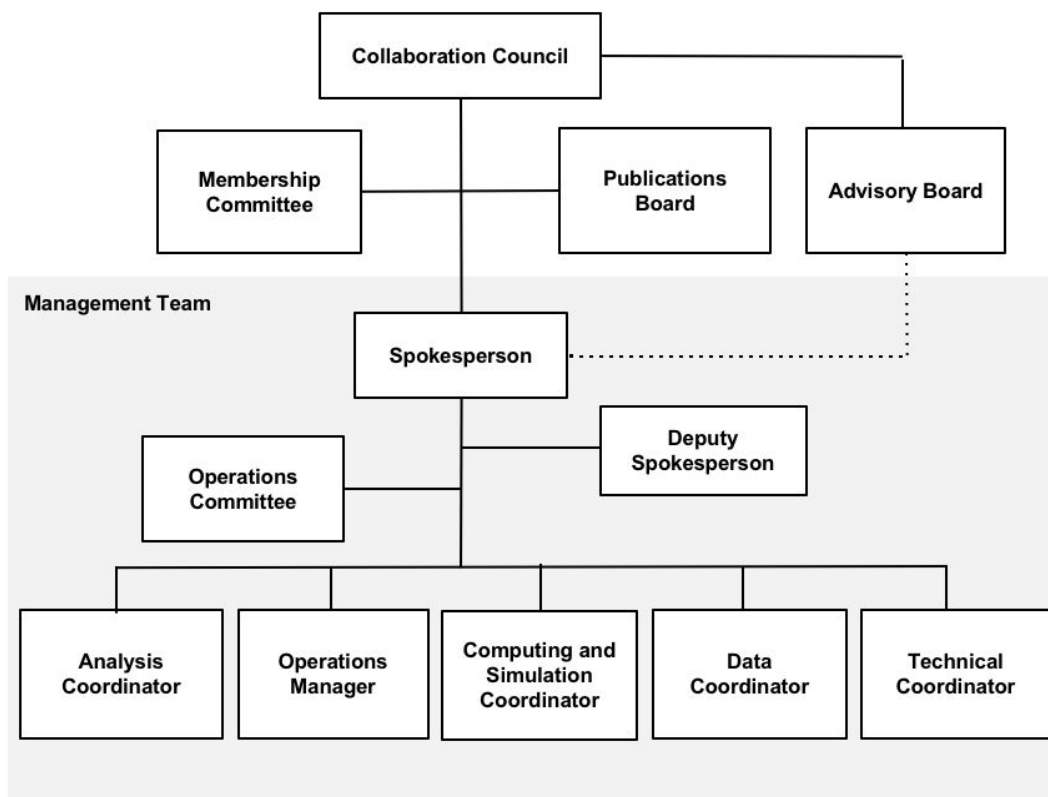 Collaboration Council
Membership
Committee
Publications
Board
Advisory Board
Management Team
Spokesperson
Deputy
Spokesperson
Operations
Committee
Analysis
Coordinator
Operations
Manager
Computing and
Simulation
Coordinator
Data
Coordinator
Technical
Coordinator